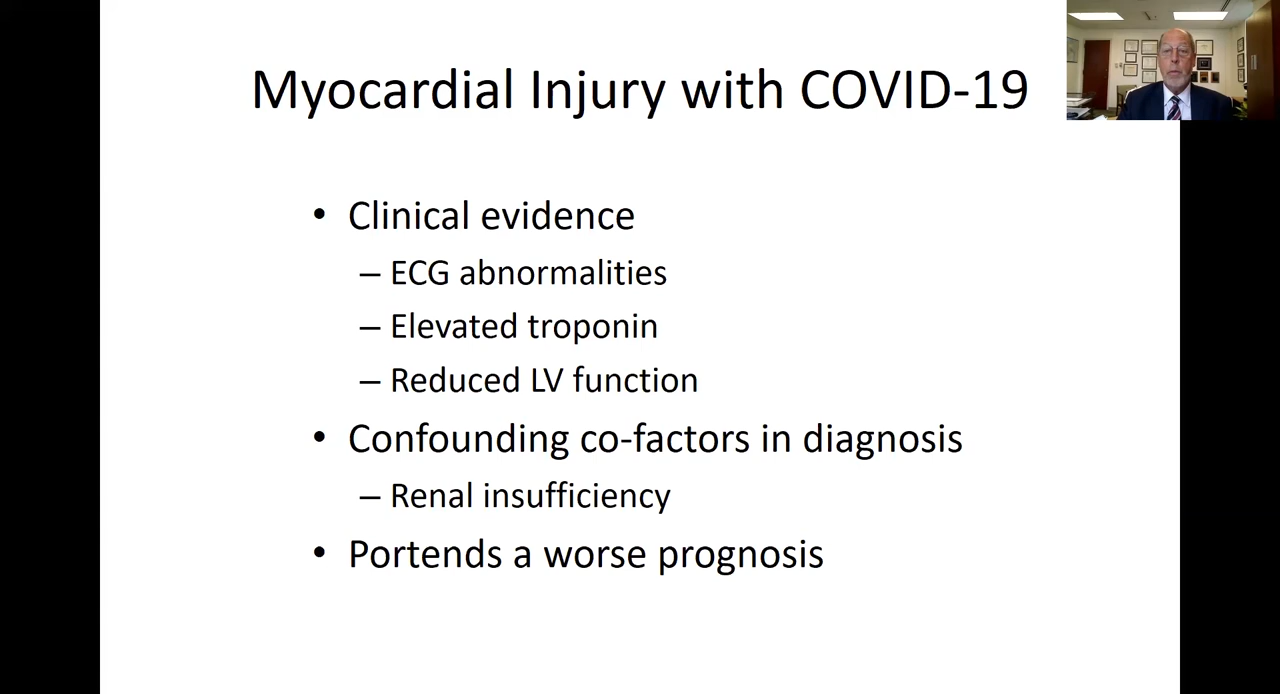 Myocardial Injury with COVID-19
• Clinical evidence
– ECG abnormalities
– Elevated troponin
– Reduced LV function
• Confounding co-factors in diagnosis
– Renal insufficiency
• Portends a worse prognosis